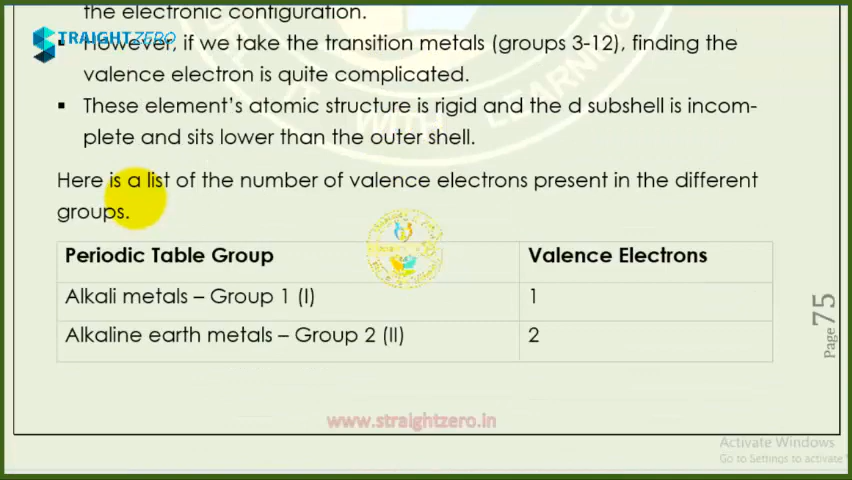 the electronic configuration.
TRAIGHT ZERO
▪ However, if we take the transition metals (groups 3-12), finding the
valence electron is quite complicated.
▪ These element's atomic structure is rigid and the d subshell is incom-
plete and sits lower than the outer shell.
Here is a list of the number of valence electrons present in the different
groups.
Periodic Table Group Valence Electrons
Alkali metals – Group 1 (I) 1
Alkaline earth metals – Group 2 (II) 2
Page 75
www.straightzero.in
Activate Windows
Go to Settings to activate